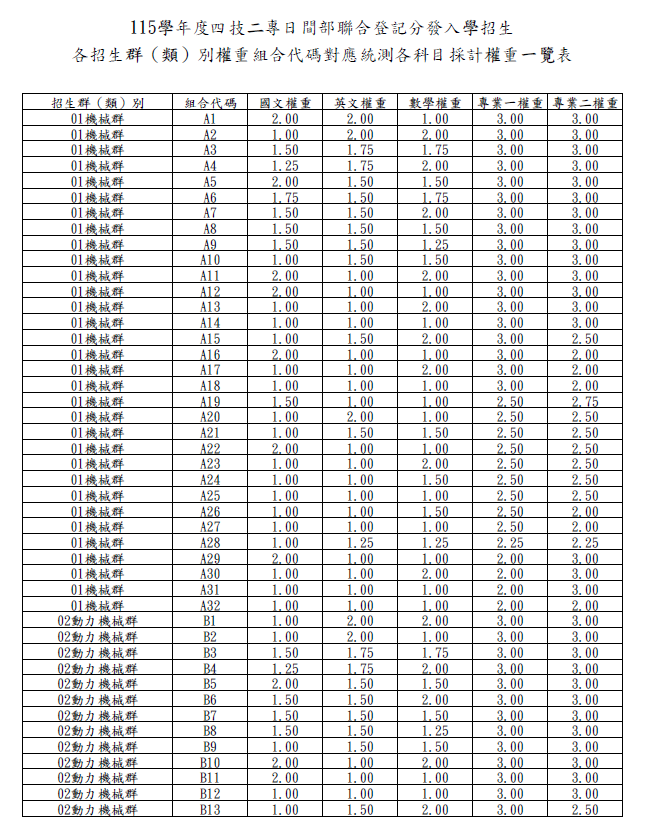 115學年度四技二專日間部聯合登記分發入學招生
各招生群（類）別權重組合代碼對應統測各科目採計權重一覽表
招生群（類）別 組合代碼 國文權重 英文權重 數學權重 專業一權重 專業二權重
01機械群 A1 2.00 2.00 1.00 3.00 3.00
01機械群 A2 1.00 2.00 2.00 3.00 3.00
01機械群 A3 1.50 1.75 1.75 3.00 3.00
01機械群 A4 1.25 1.75 2.00 3.00 3.00
01機械群 A5 2.00 1.50 1.50 3.00 3.00
01機械群 A6 1.75 1.50 1.75 3.00 3.00
01機械群 A7 1.50 1.50 2.00 3.00 3.00
01機械群 A8 1.50 1.50 1.50 3.00 3.00
01機械群 A9 1.50 1.50 1.25 3.00 3.00
01機械群 A10 1.00 1.50 1.50 3.00 3.00
01機械群 A11 2.00 1.00 2.00 3.00 3.00
01機械群 A12 2.00 1.00 1.00 3.00 3.00
01機械群 A13 1.00 1.00 2.00 3.00 3.00
01機械群 A14 1.00 1.00 1.00 3.00 3.00
01機械群 A15 1.00 1.50 2.00 3.00 2.50
01機械群 A16 2.00 1.00 1.00 3.00 2.00
01機械群 A17 1.00 1.00 2.00 3.00 2.00
01機械群 A18 1.00 1.00 1.00 3.00 2.00
01機械群 A19 1.50 1.00 1.00 2.50 2.75
01機械群 A20 1.00 2.00 1.00 2.50 2.50
01機械群 A21 1.00 1.50 1.50 2.50 2.50
01機械群 A22 2.00 1.00 1.00 2.50 2.50
01機械群 A23 1.00 1.00 2.00 2.50 2.50
01機械群 A24 1.00 1.00 1.50 2.50 2.50
01機械群 A25 1.00 1.00 1.00 2.50 2.50
01機械群 A26 1.00 1.00 1.50 2.50 2.00
01機械群 A27 1.00 1.00 1.00 2.50 2.00
01機械群 A28 1.00 1.25 1.25 2.25 2.25
01機械群 A29 2.00 1.00 1.00 2.00 3.00
01機械群 A30 1.00 1.00 2.00 2.00 3.00
01機械群 A31 1.00 1.00 1.00 2.00 3.00
01機械群 A32 1.00 1.00 1.00 2.00 2.00
02動力機械群 B1 1.00 2.00 2.00 3.00 3.00
02動力機械群 B2 1.00 2.00 1.00 3.00 3.00
02動力機械群 B3 1.50 1.75 1.75 3.00 3.00
02動力機械群 B4 1.25 1.75 2.00 3.00 3.00
02動力機械群 B5 2.00 1.50 1.50 3.00 3.00
02動力機械群 B6 1.50 1.50 2.00 3.00 3.00
02動力機械群 B7 1.50 1.50 1.50 3.00 3.00
02動力機械群 B8 1.50 1.50 1.25 3.00 3.00
02動力機械群 B9 1.00 1.50 1.50 3.00 3.00
02動力機械群 B10 2.00 1.00 2.00 3.00 3.00
02動力機械群 B11 2.00 1.00 1.00 3.00 3.00
02動力機械群 B12 1.00 1.00 1.00 3.00 3.00
02動力機械群 B13 1.00 1.50 2.00 3.00 2.50